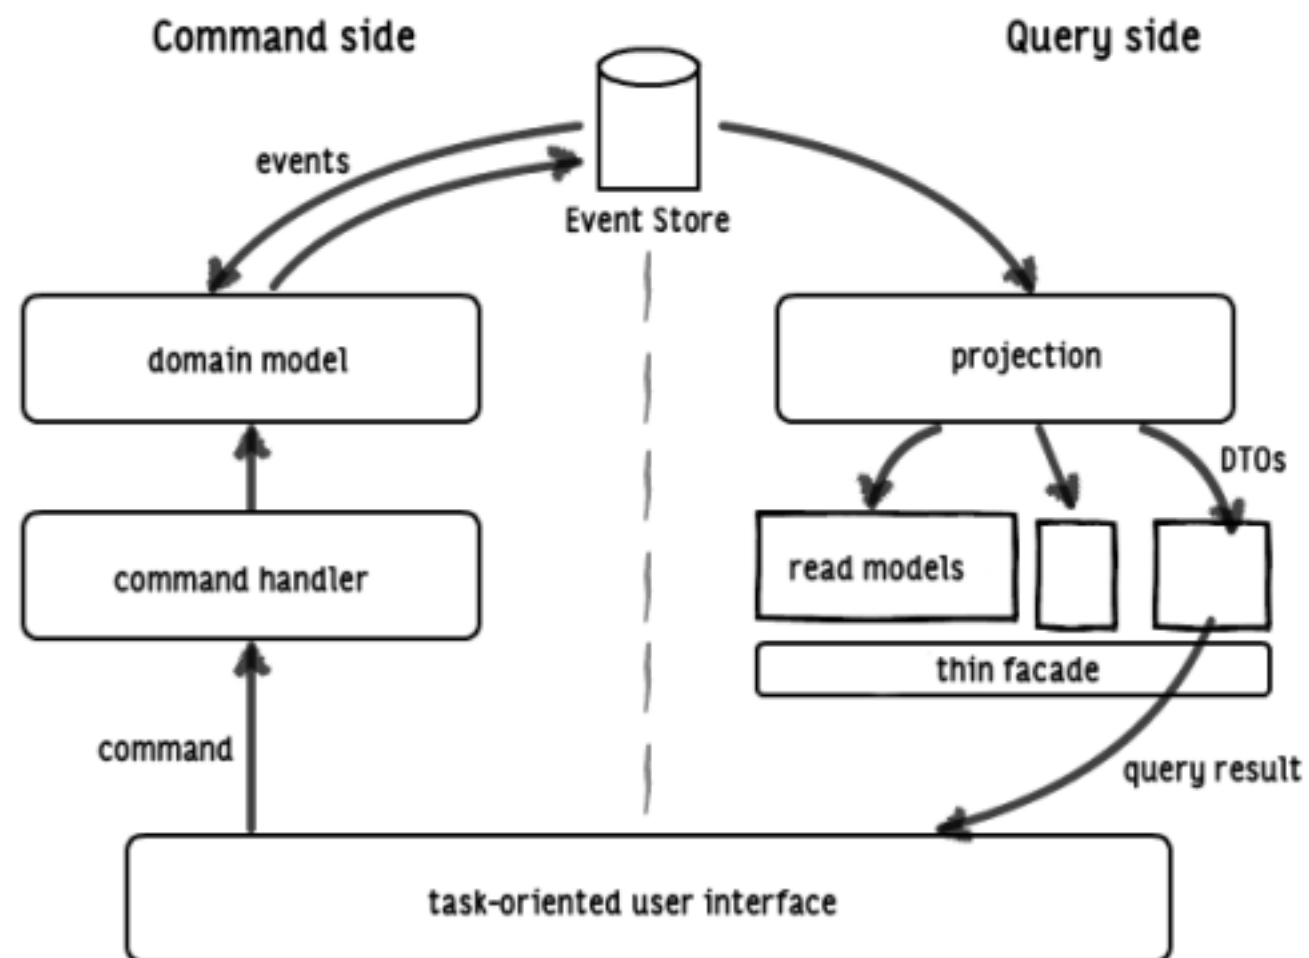 Command side
Query side
events
Event Store
domain model
projection
DTOs
command handler
read models
thin facade
command
query result
task-oriented user interface